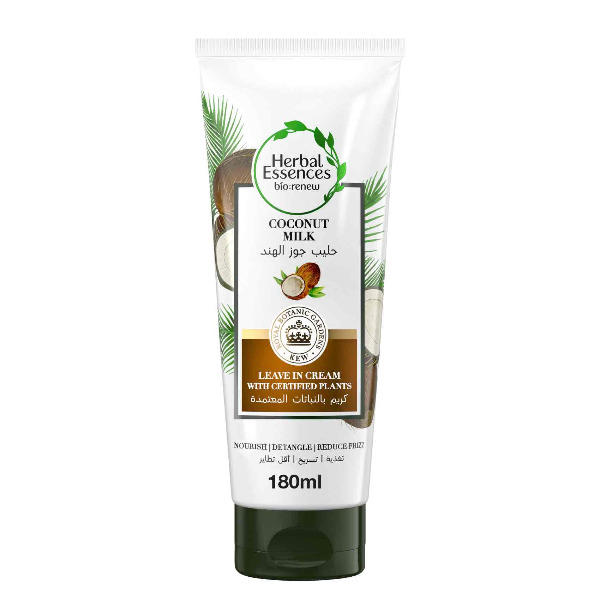 Herbal
Essences
bio:renew
COCONUT
MILK
حليب جوز الهند
ROYAL BOTANIC GARDENS
KEW
LEAVE IN CREAM
WITH CERTIFIED PLANTS
كريم بالنباتات المعتمدة
NOURISH | DETANGLE | REDUCE FRIZZ
تغذية | تسريح | أقل تطاير
180ml